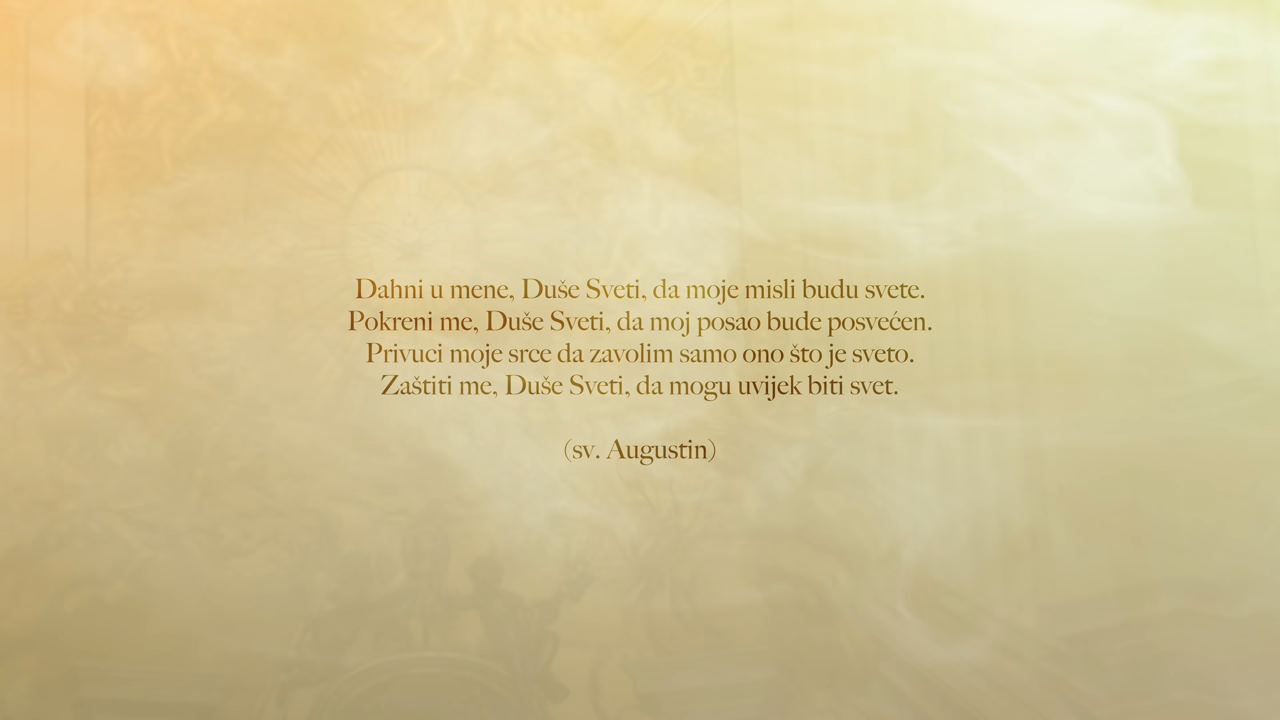 Dahni u mene, Duše Sveti, da moje misli budu svete.
Pokreni me, Duše Sveti, da moj posao bude posvećen.
Privuci moje srce da zavolim samo ono što je sveto.
Zaštiti me, Duše Sveti, da mogu uvijek biti svet.
(sv. Augustin)